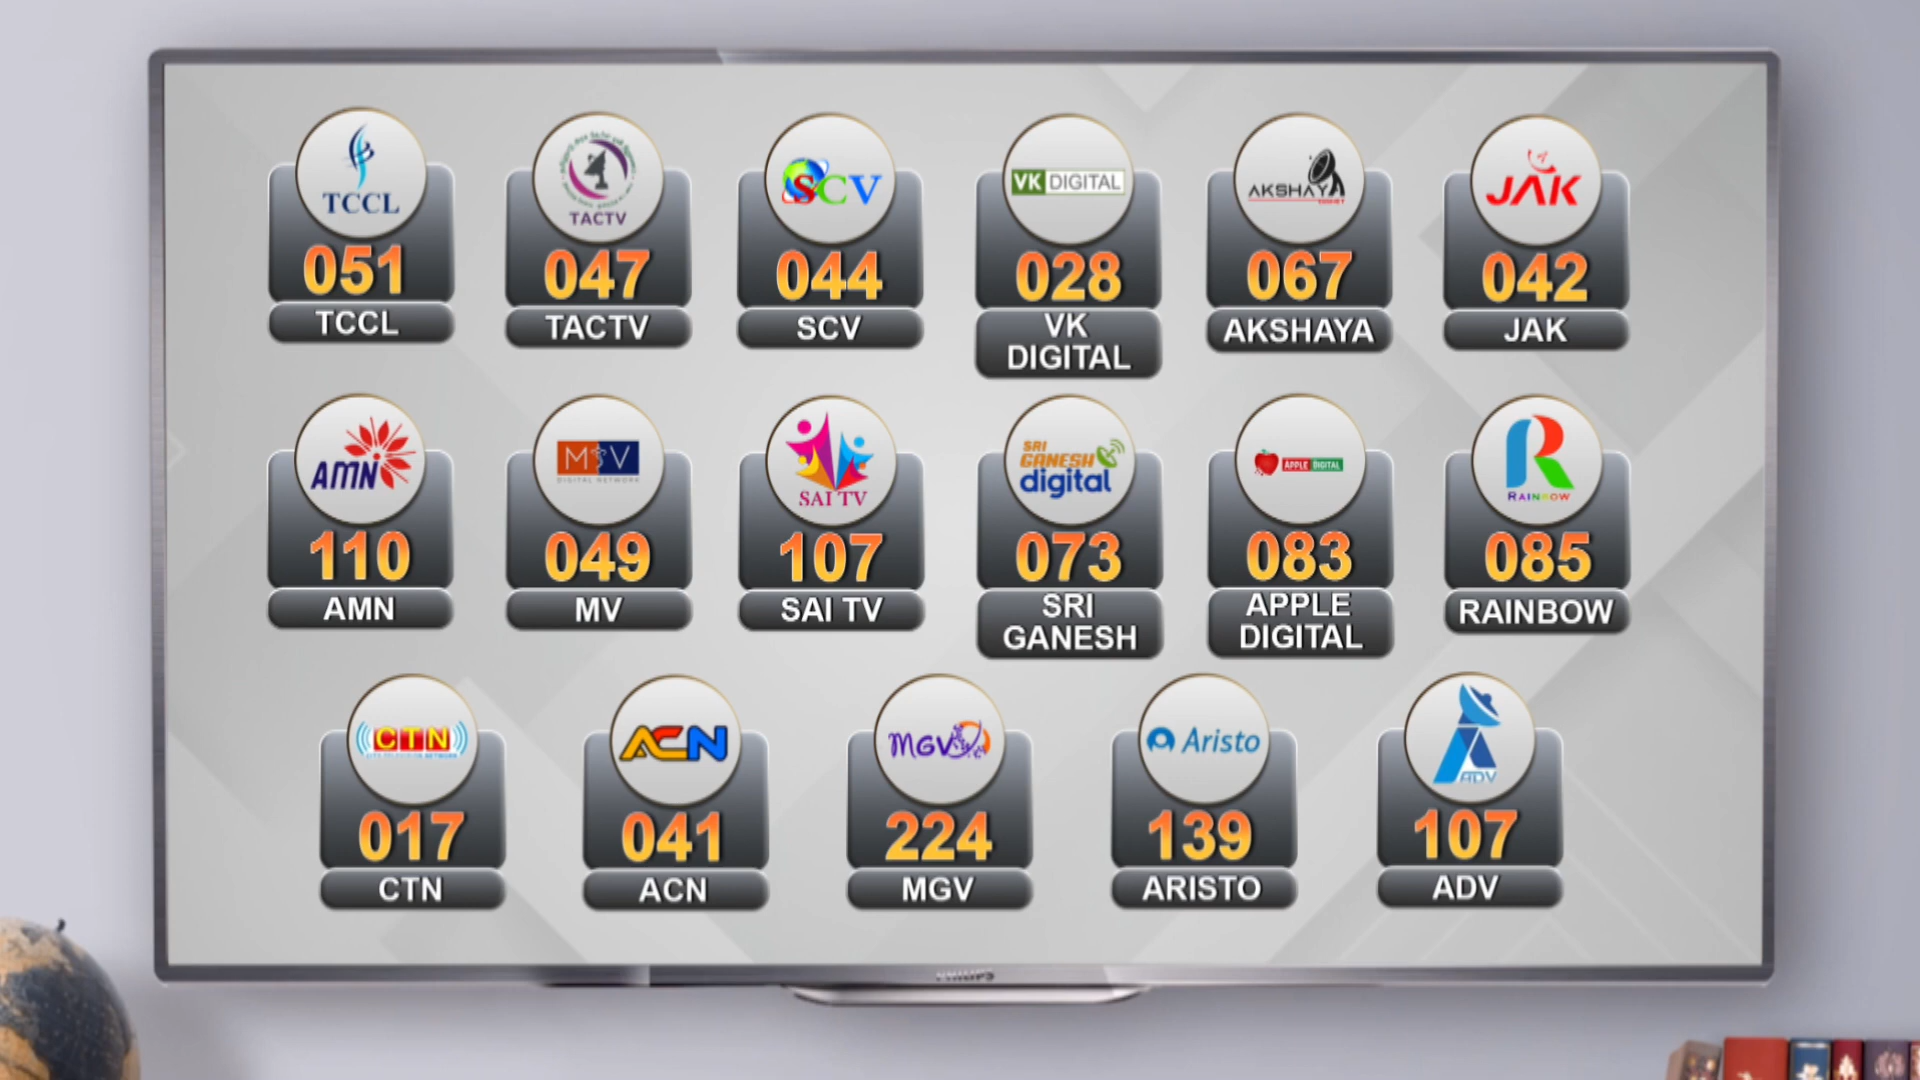 TCCL
051
TCCL
TACTV
047
TACTV
SCV
044
SCV
VK DIGITAL
028
VK
DIGITAL
AKSHAYA
067
AKSHAYA
JAK
042
JAK
AMN
110
AMN
MV
DIGITAL NETWORK
049
MV
SAI TV
107
SAI TV
SRI
GANESH
digital
073
SRI
GANESH
APPLE DIGITAL
083
APPLE
DIGITAL
RAINBOW
085
RAINBOW
CTN
017
CTN
ACN
041
ACN
MGV
224
MGV
Aristo
139
ARISTO
ADV
107
ADV
PHILIPS